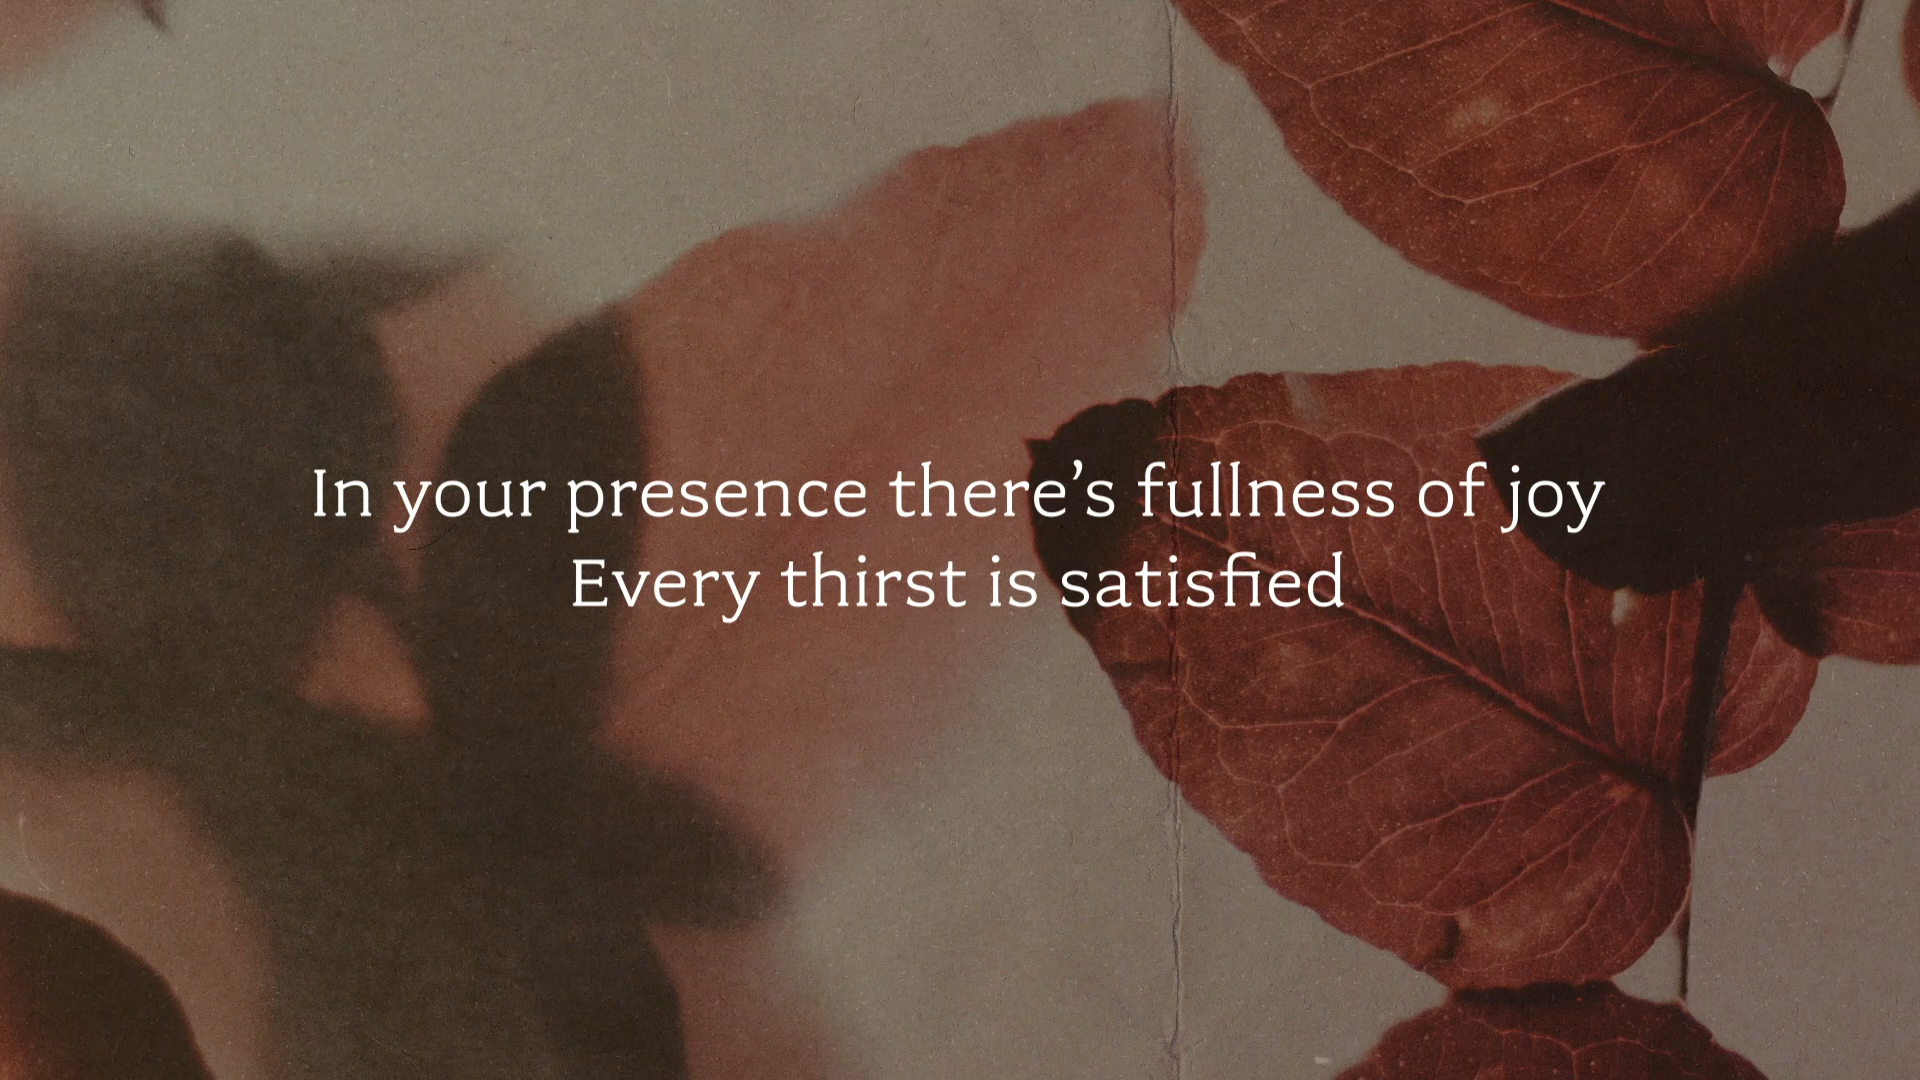 In your presence there’s fullness of joy
Every thirst is satisfied